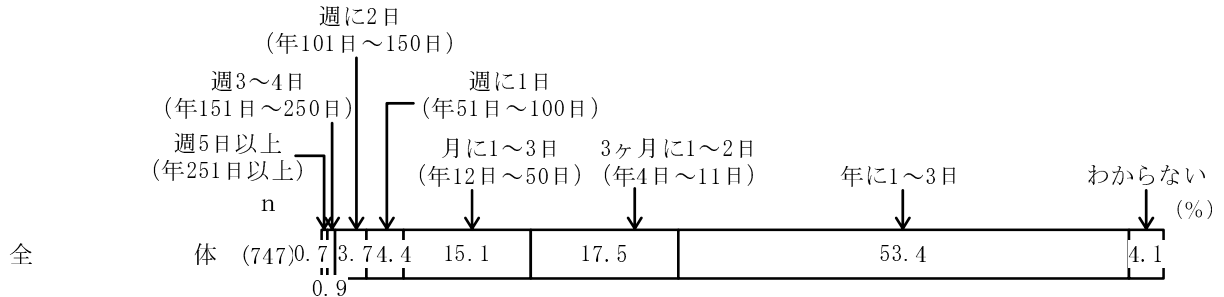 週に2日
(年101日～150日)
週3～4日
(年151日～250日)
週に1日
(年51日～100日)
週5日以上
(年251日以上)
月に1～3日
(年12日～50日)
3ヶ月に1～2日
(年4日～11日)
年に1～3日
わからない
n
(%)
全 体 (747) 0.7 3.7 4.4 15.1 17.5 53.4 4.1
0.9